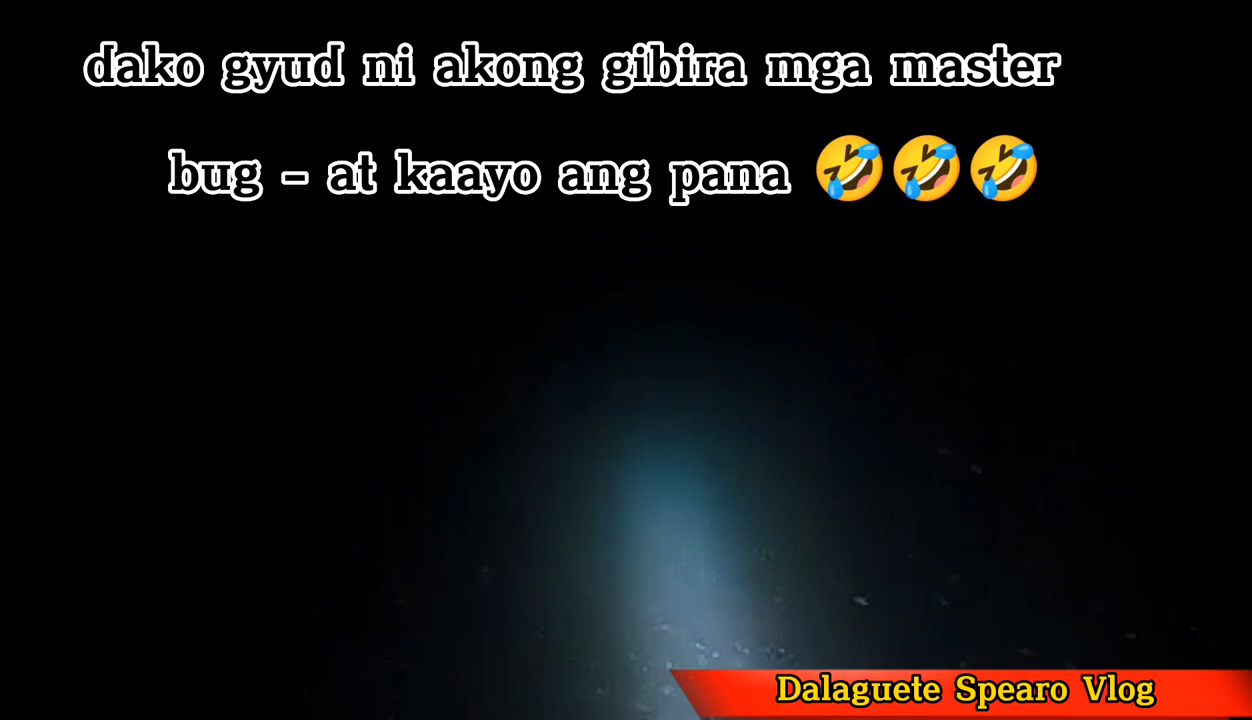 dako gyud ni akong gibira mga master
bug - at kaayo ang pana 🤣🤣🤣
Dalaguete Spearo Vlog